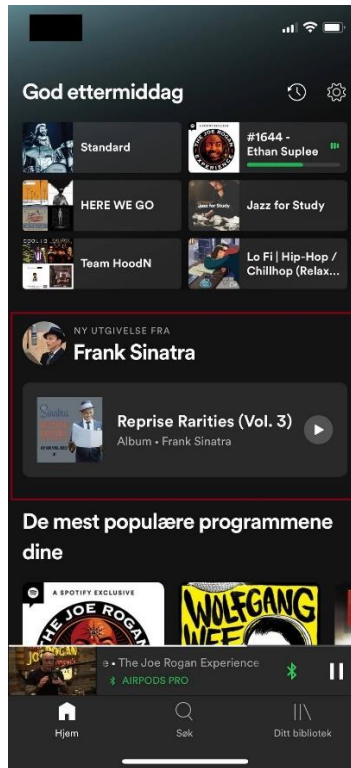 God ettermiddag
Standard
#1644 -
Ethan Suplee
HERE WE GO
Jazz for Study
Team HoodN
Lo Fi | Hip-Hop /
Chillhop (Relax...
NY UTGIVELSE FRA
Frank Sinatra
Sinatra
Reprise Rarities (Vol. 3)
Album • Frank Sinatra
De mest populære programmene
dine
A SPOTIFY EXCLUSIVE
THE JOE ROGAN
WOLFGANG
WEE
e • The Joe Rogan Experience
AIRPODS PRO
Hjem
Søk
Ditt bibliotek